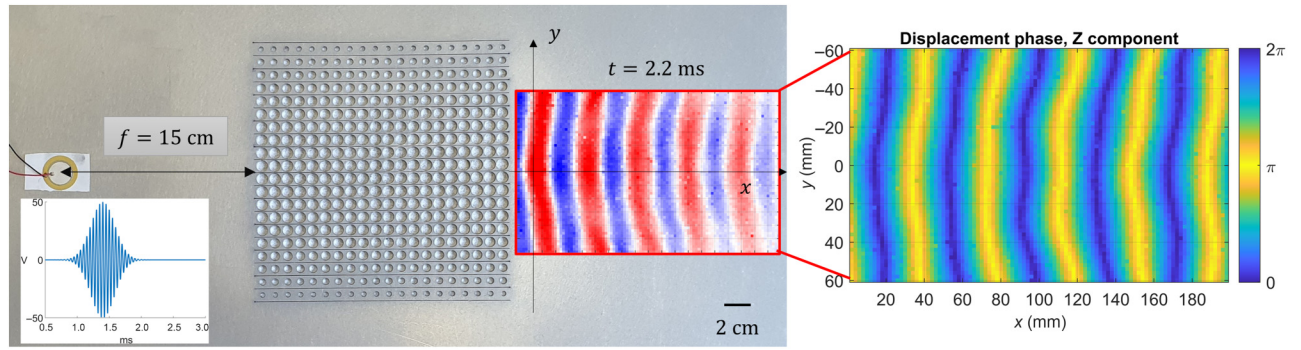 y
t = 2.2 ms
f = 15 cm
x
2 cm
50
V 0
−50
0.5 1.0 1.5 2.0 2.5 3.0
ms
Displacement phase, Z component
−60
−40
−20
0
20
40
60
y (mm)
20 40 60 80 100 120 140 160 180
x (mm)
2π
π
0